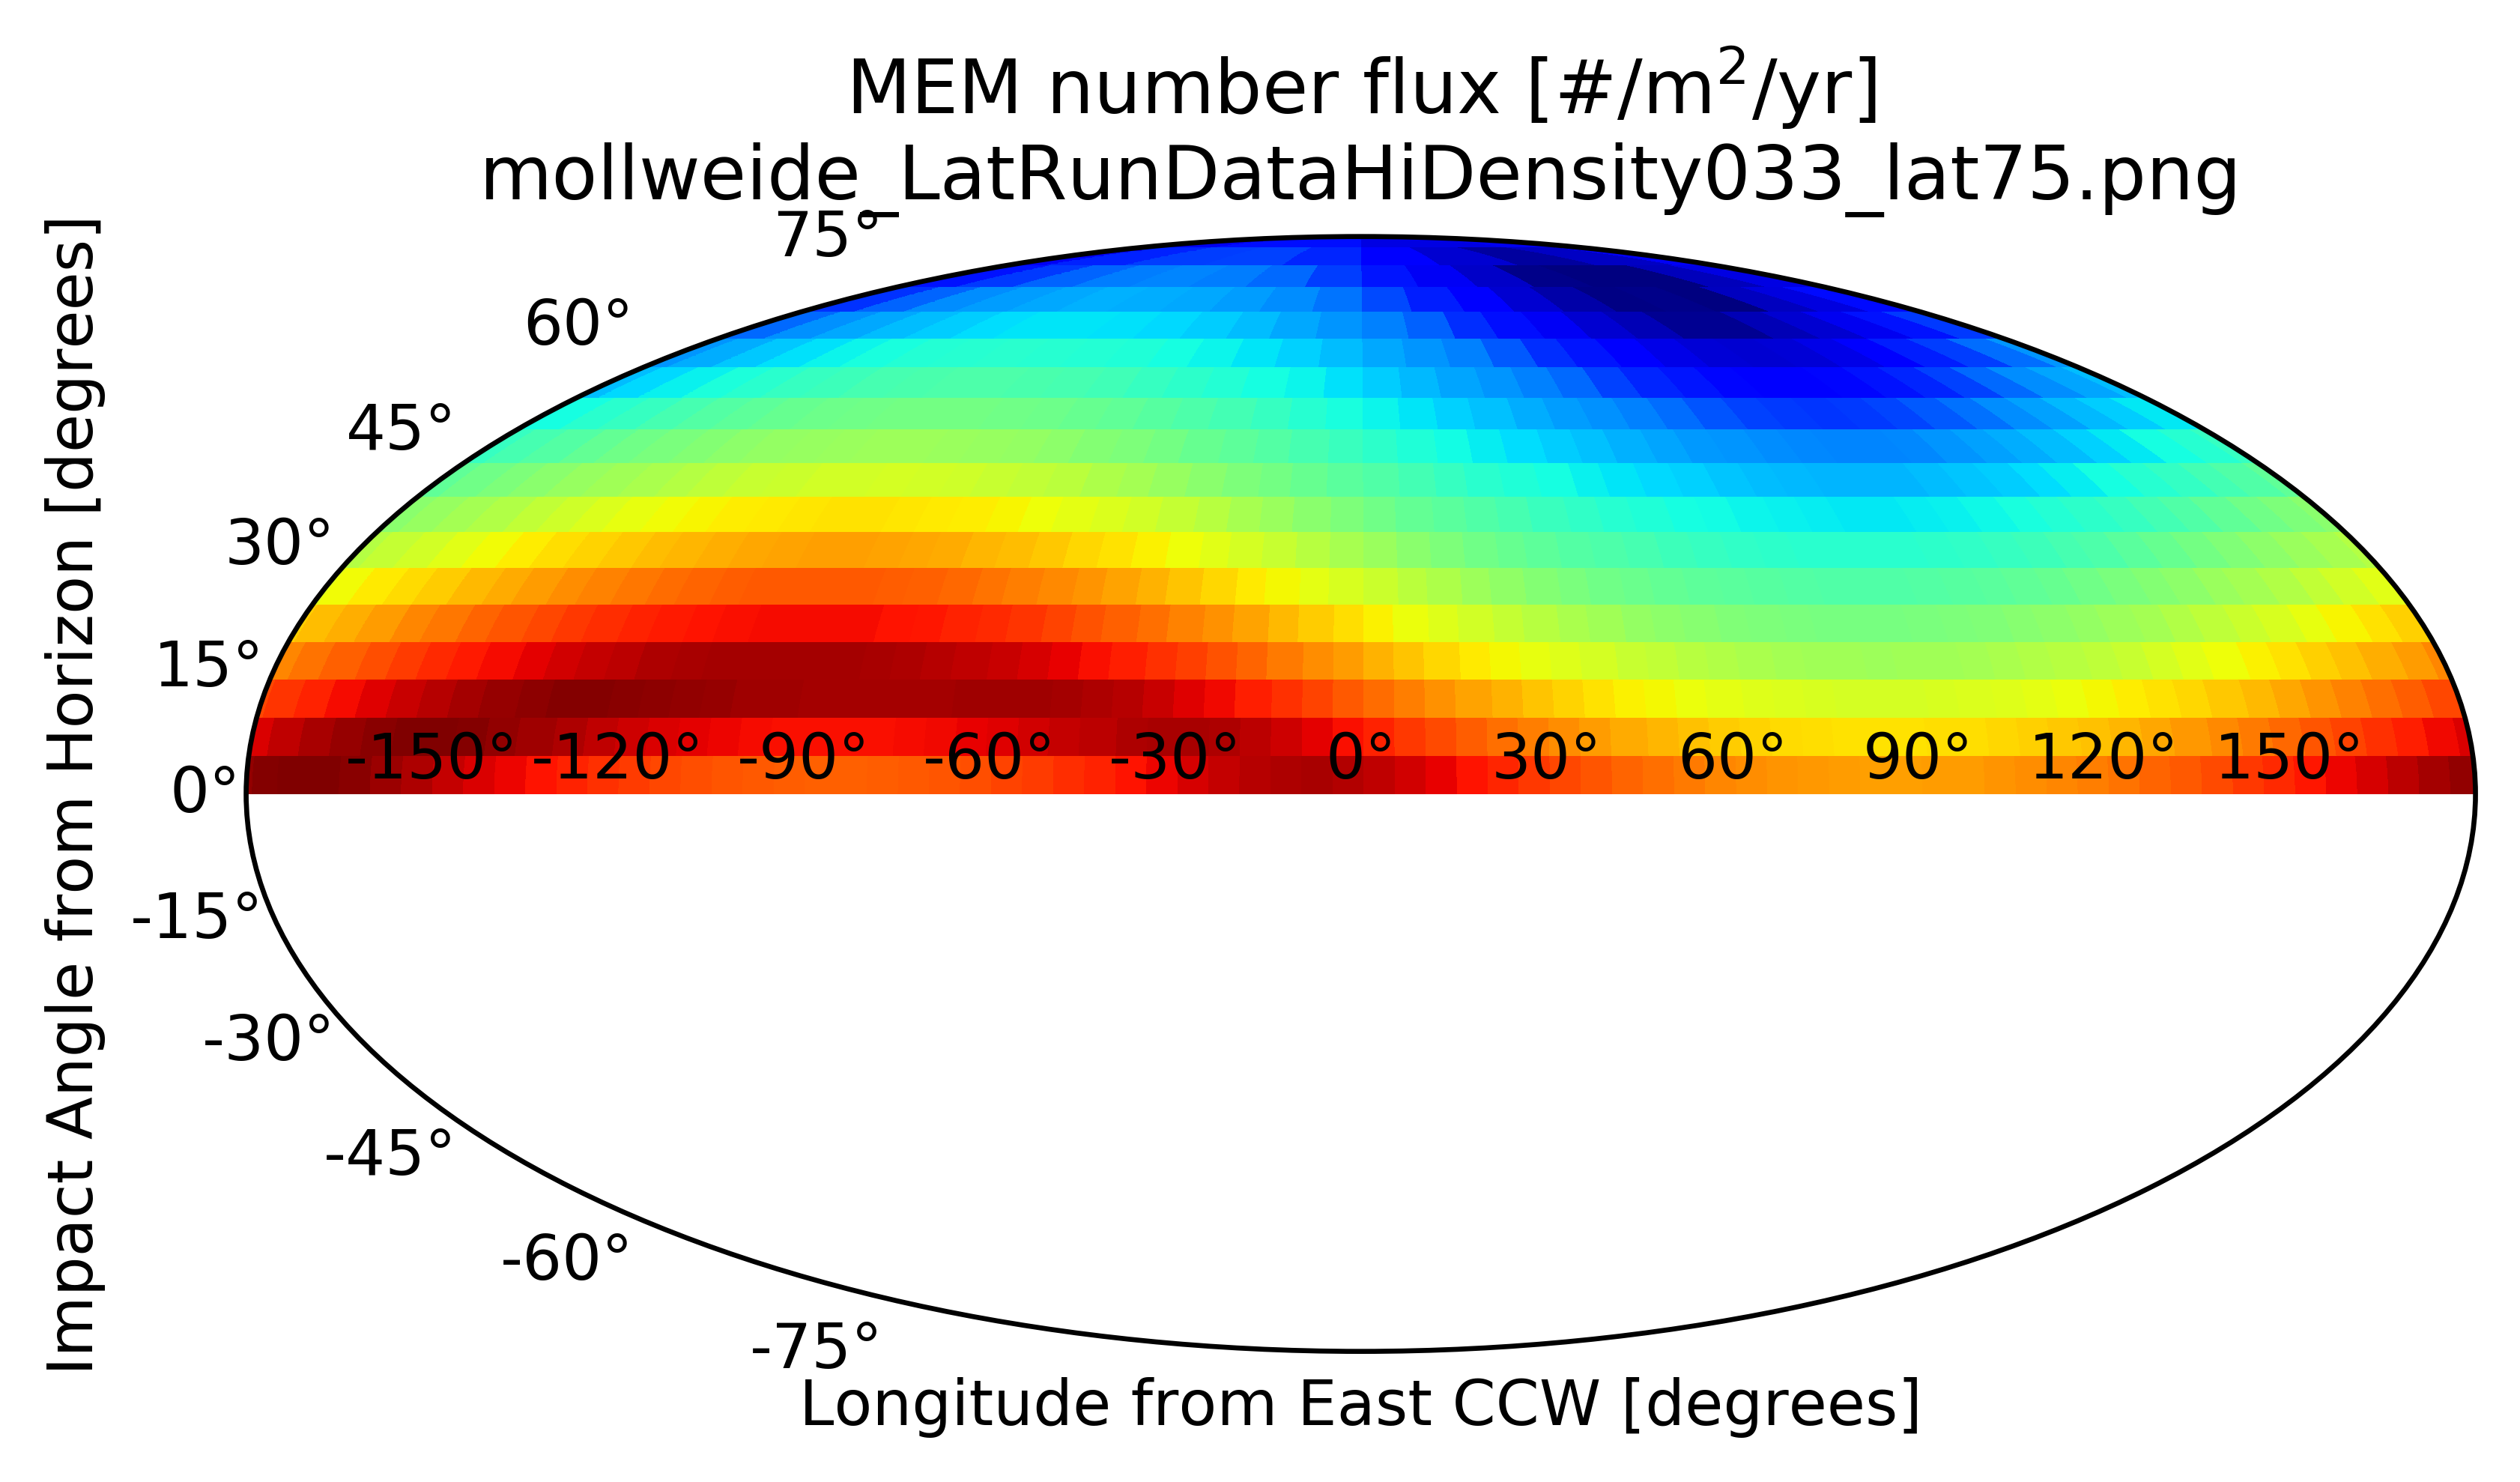 MEM number flux [#/m²/yr]
mollweide_LatRunDataHiDensity033_lat75.png
Impact Angle from Horizon [degrees]
75°
60°
45°
30°
15°
-150° -120° -90° -60° -30° 0° 30° 60° 90° 120° 150°
0°
-15°
-30°
-45°
-60°
-75°
Longitude from East CCW [degrees]